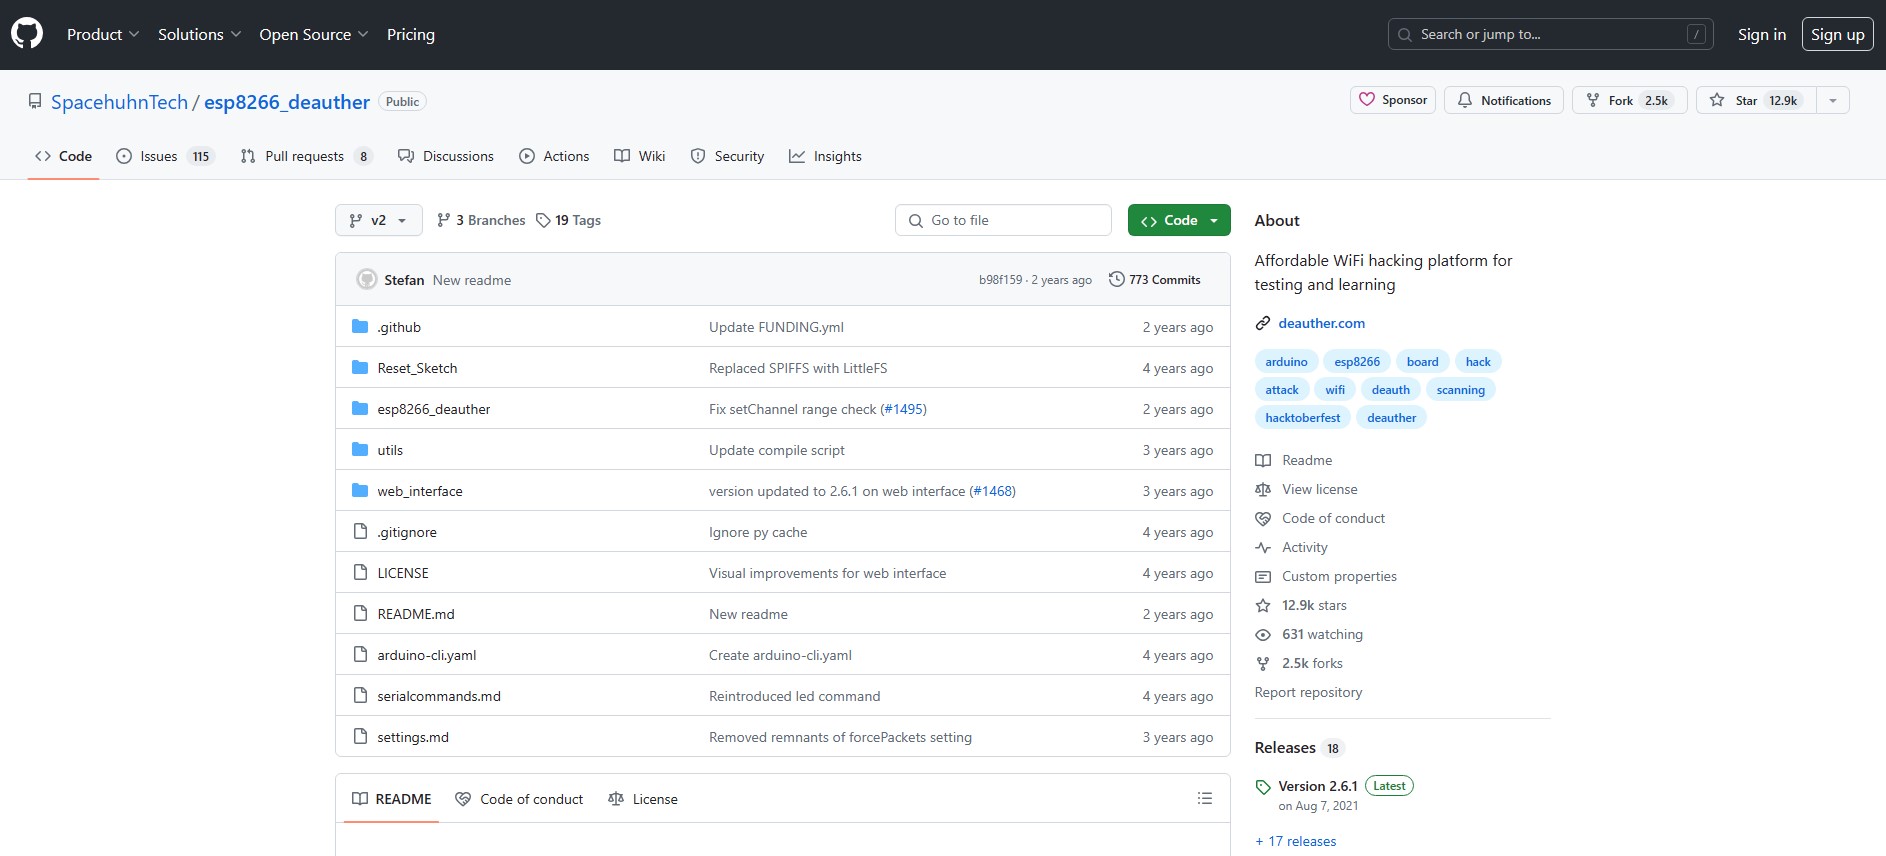 Product Solutions Open Source Pricing Search or jump to... / Sign in Sign up
SpacehuhnTech / esp8266_deauther Public Sponsor Notifications Fork 2.5k Star 12.9k
Code Issues 115 Pull requests 8 Discussions Actions Wiki Security Insights
v2 3 Branches 19 Tags Go to file Code
Stefan New readme b98f159 · 2 years ago 773 Commits
.github Update FUNDING.yml 2 years ago
Reset_Sketch Replaced SPIFFS with LittleFS 4 years ago
esp8266_deauther Fix setChannel range check (#1495) 2 years ago
utils Update compile script 3 years ago
web_interface version updated to 2.6.1 on web interface (#1468) 3 years ago
.gitignore Ignore py cache 4 years ago
LICENSE Visual improvements for web interface 4 years ago
README.md New readme 2 years ago
arduino-cli.yaml Create arduino-cli.yaml 4 years ago
serialcommands.md Reintroduced led command 4 years ago
settings.md Removed remnants of forcePackets setting 3 years ago
README Code of conduct License
About
Affordable WiFi hacking platform for
testing and learning
deauther.com
arduino esp8266 board hack
attack wifi deauth scanning
hacktoberfest deauther
Readme
View license
Code of conduct
Activity
Custom properties
12.9k stars
631 watching
2.5k forks
Report repository
Releases 18
Version 2.6.1 Latest
on Aug 7, 2021
+ 17 releases